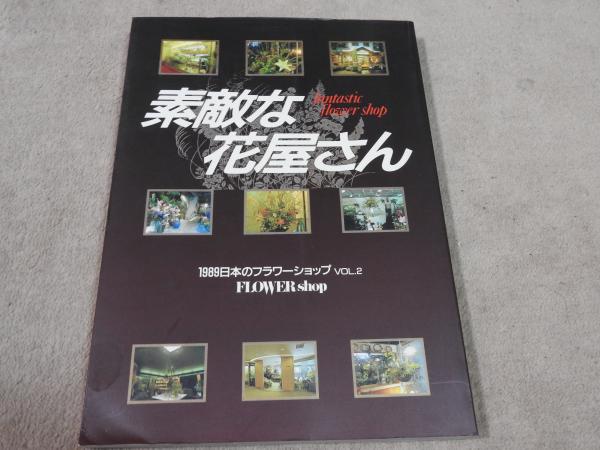 素敵な
fantastic
flower shop
花屋さん
1989日本のフラワーショップ VOL.2
FLOWER shop